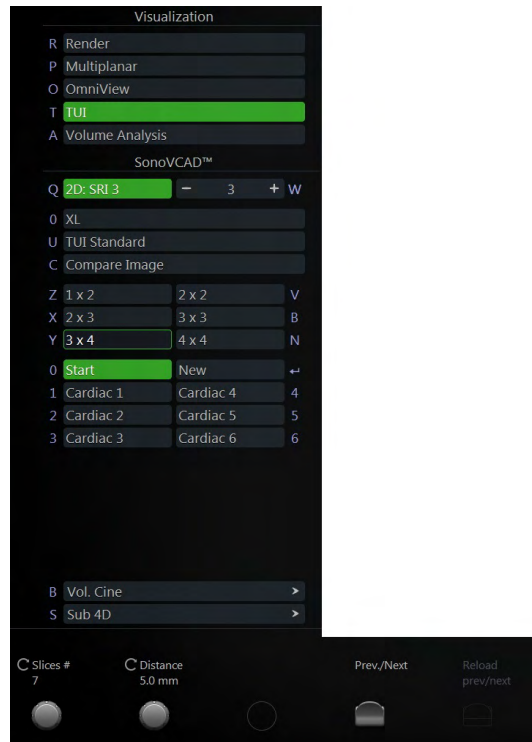 Visualization
R Render
P Multiplanar
O OmniView
T TUI
A Volume Analysis
SonoVCAD™
Q 2D: SRI 3 − 3 + W
0 XL
U TUI Standard
C Compare Image
Z 1 x 2 2 x 2 V
X 2 x 3 3 x 3 B
Y 3 x 4 4 x 4 N
0 Start New ↵
1 Cardiac 1 Cardiac 4 4
2 Cardiac 2 Cardiac 5 5
3 Cardiac 3 Cardiac 6 6
B Vol. Cine >
S Sub 4D >
Slices # Distance Prev./Next Reload
7 5.0 mm prev/next